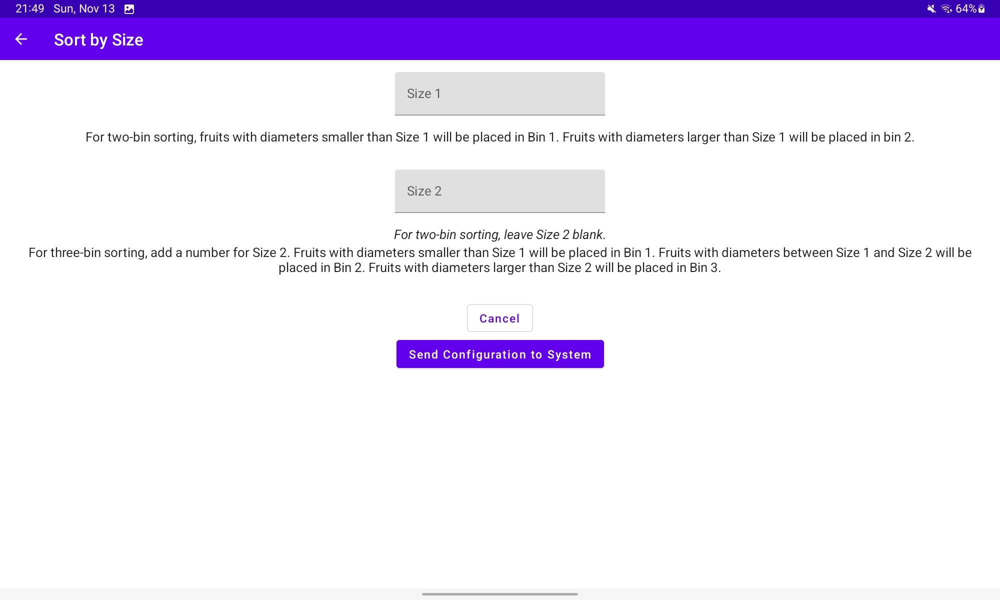 21:49 Sun, Nov 13 64%
Sort by Size
Size 1
For two-bin sorting, fruits with diameters smaller than Size 1 will be placed in Bin 1. Fruits with diameters larger than Size 1 will be placed in bin 2.
Size 2
For two-bin sorting, leave Size 2 blank.
For three-bin sorting, add a number for Size 2. Fruits with diameters smaller than Size 1 will be placed in Bin 1. Fruits with diameters between Size 1 and Size 2 will be
placed in Bin 2. Fruits with diameters larger than Size 2 will be placed in Bin 3.
Cancel
Send Configuration to System